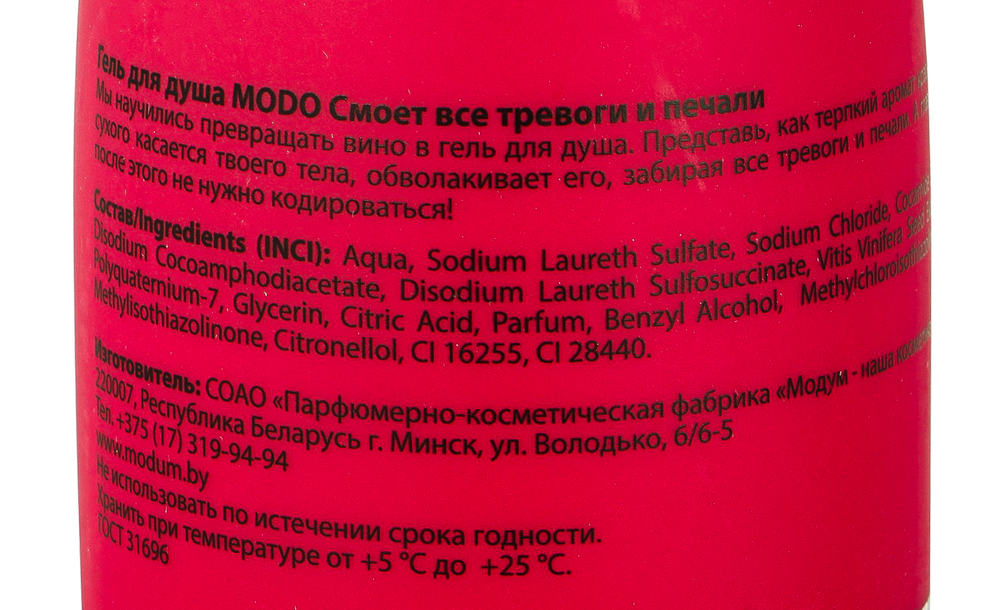 Гель для душа MODO Смоет все тревоги и печали
Мы научились превращать вино в гель для душа. Представь, как терпкий аромат
сухого касается твоего тела, обволакивает его, забирая все тревоги и печали. А
после этого не нужно кодироваться!
Состав/Ingredients (INCI): Aqua, Sodium Laureth Sulfate, Sodium Chloride,
Disodium Cocoamphodiacetate, Disodium Laureth Sulfosuccinate, Vitis Vinifera Seed
Polyquaternium-7, Glycerin, Citric Acid, Parfum, Benzyl Alcohol,
Methylisothiazolinone, Citronellol, CI 16255, CI 28440.
Изготовитель: СОАО «Парфюмерно-косметическая фабрика «Модум - наша
220007, Республика Беларусь г. Минск, ул. Володько, 6/6-5
Тел. +375 (17) 319-94-94
www.modum.by
Не использовать по истечении срока годности.
Хранить при температуре от +5 °C до +25 °C.
ГОСТ 31696